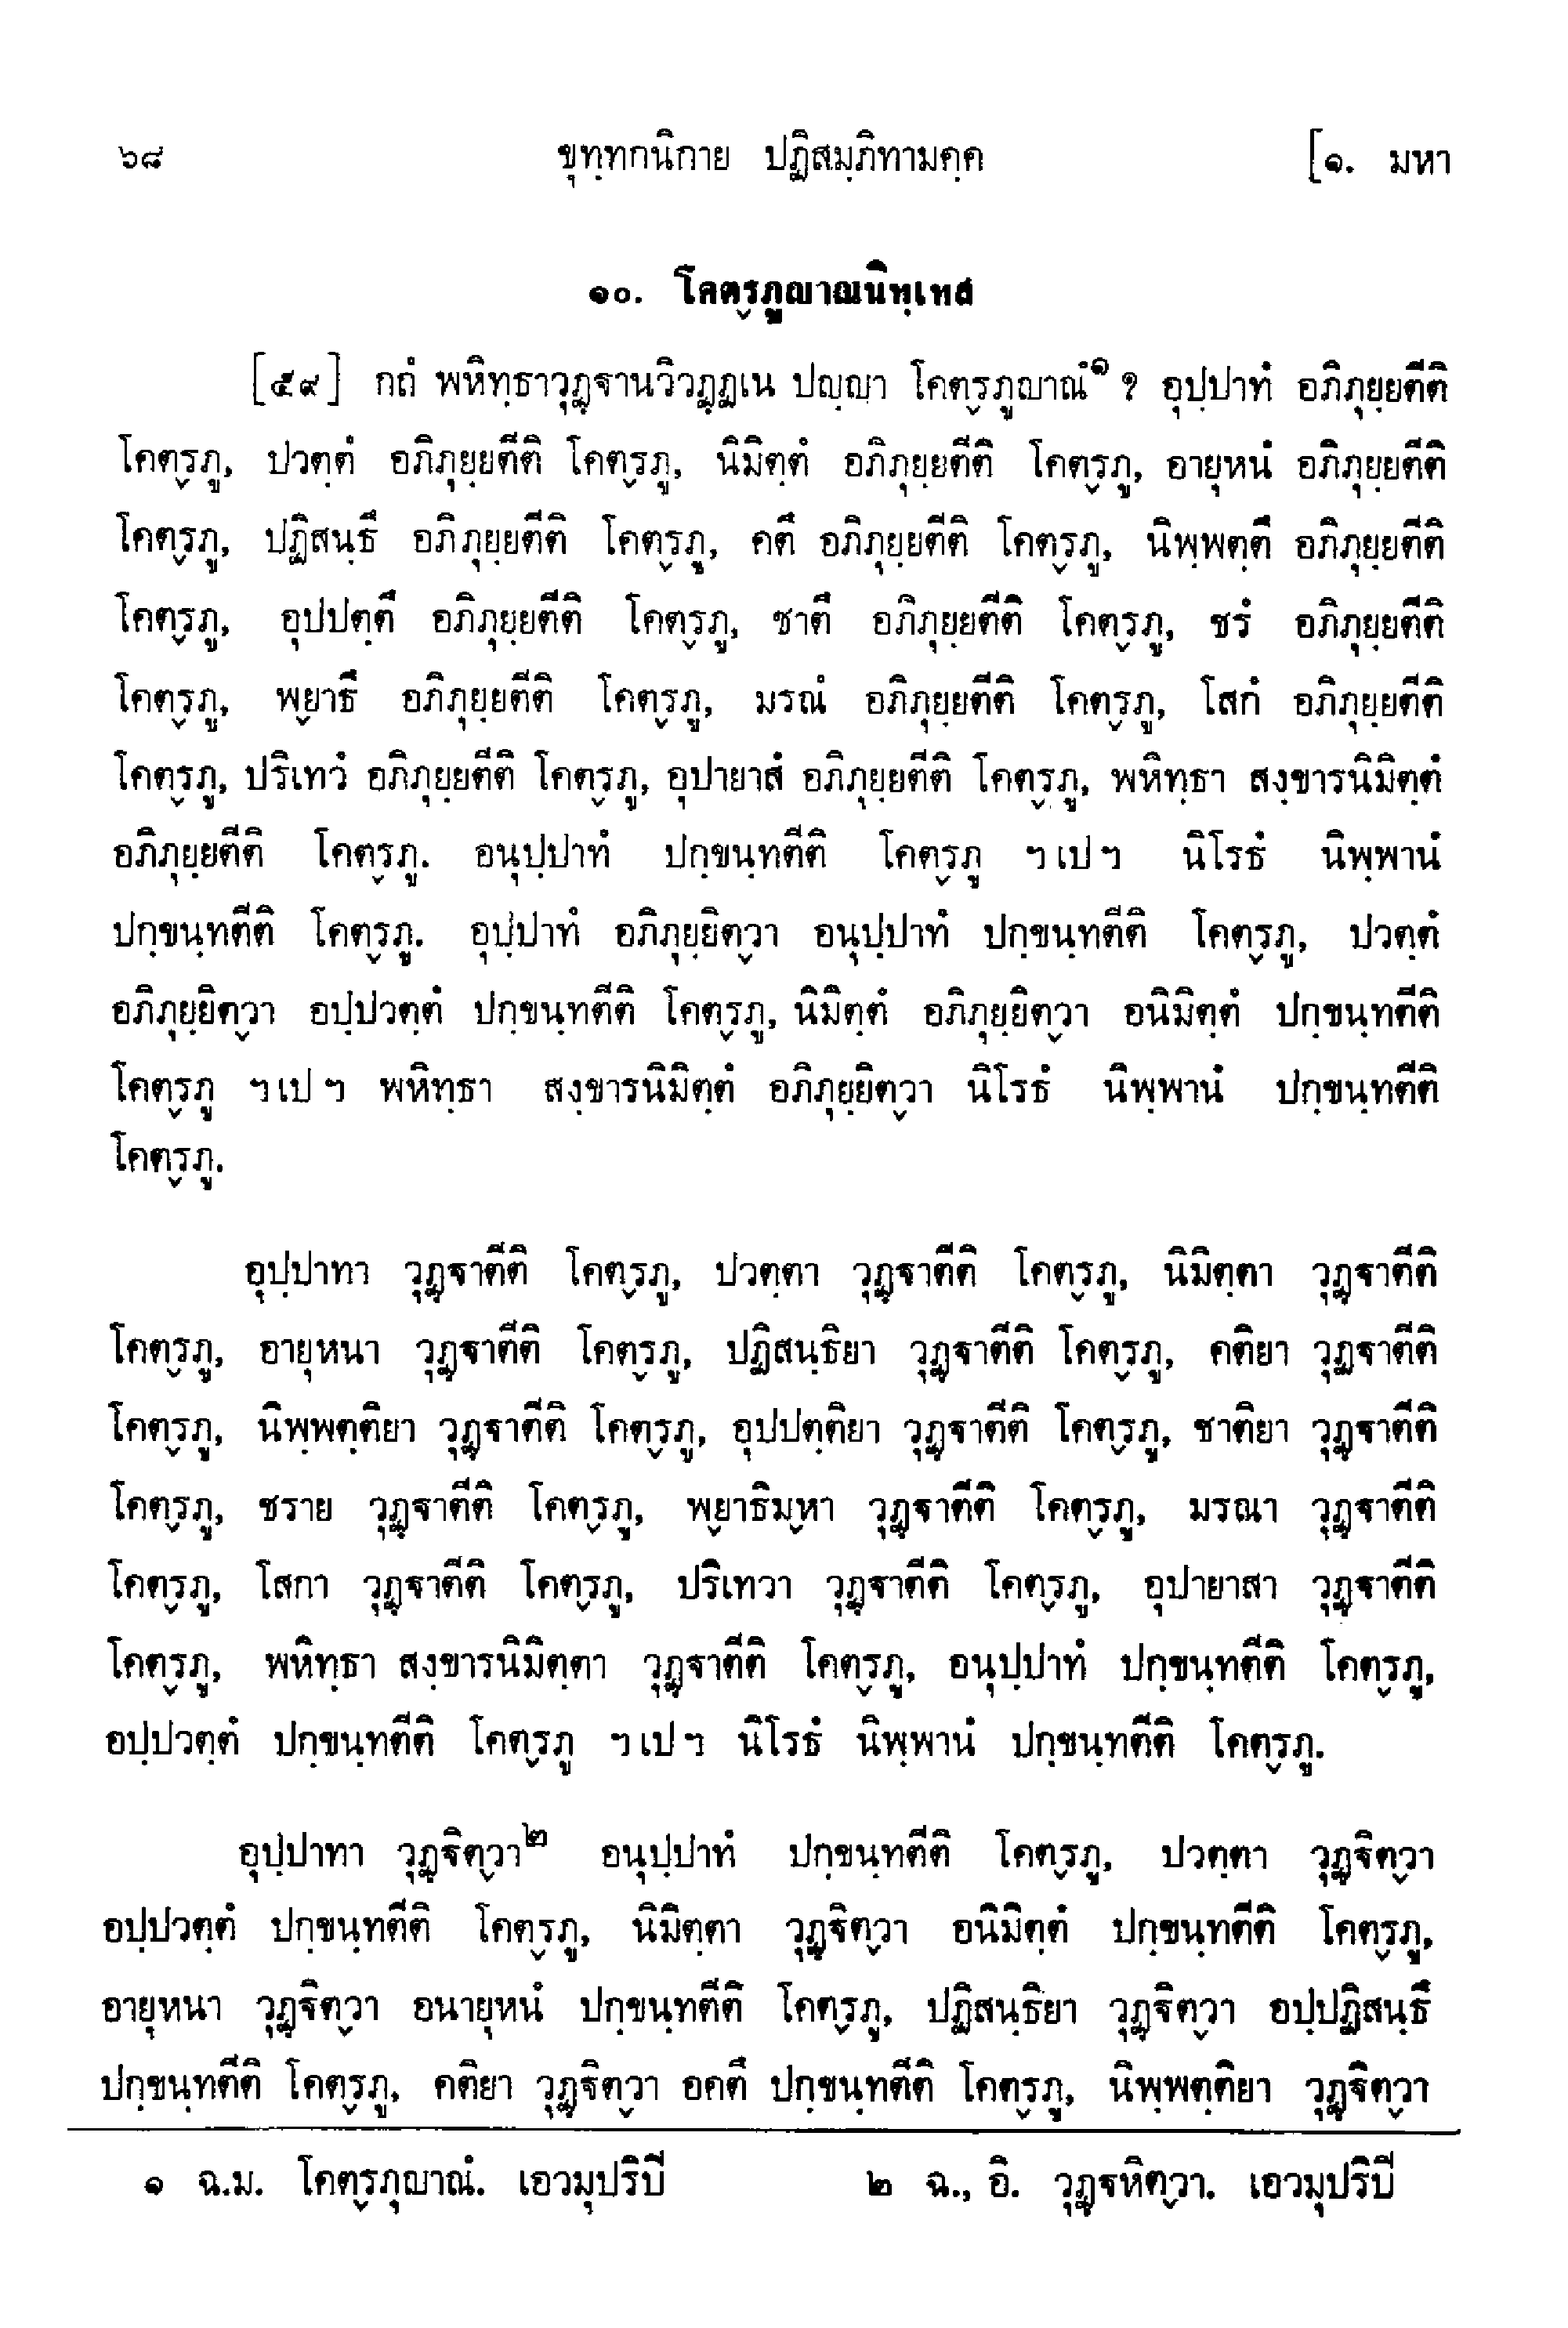 ๖๘ ขุทฺทกนิกาย ปฏิสมฺภิทามคฺค [๑. มหา
๑๐. โคตฺรภูญาณนิทฺเทส
[๕๙] กถํ พหิทฺธาวุฏฺฐานวิวฏฺฏเน ปญฺญา โคตฺรภูญาณํ๑ ? อุปฺปาทํ อภิภุยฺยตีติ
โคตฺรภู, ปวตฺตํ อภิภุยฺยตีติ โคตฺรภู, นิมิตฺตํ อภิภุยฺยตีติ โคตฺรภู, อายุหนํ อภิภุยฺยตีติ
โคตฺรภู, ปฏิสนฺธึ อภิภุยฺยตีติ โคตฺรภู, คตึ อภิภุยฺยตีติ โคตฺรภู, นิพฺพตฺตึ อภิภุยฺยตีติ
โคตฺรภู, อุปปตฺตึ อภิภุยฺยตีติ โคตฺรภู, ชาตึ อภิภุยฺยตีติ โคตฺรภู, ชรํ อภิภุยฺยตีติ
โคตฺรภู, พฺยาธึ อภิภุยฺยตีติ โคตฺรภู, มรณํ อภิภุยฺยตีติ โคตฺรภู, โสกํ อภิภุยฺยตีติ
โคตฺรภู, ปริเทวํ อภิภุยฺยตีติ โคตฺรภู, อุปายาสํ อภิภุยฺยตีติ โคตฺรภู, พหิทฺธา สงฺขารนิมิตฺตํ
อภิภุยฺยตีติ โคตฺรภู. อนุปฺปาทํ ปกฺขนฺทตีติ โคตฺรภู ฯเปฯ นิโรธํ นิพฺพานํ
ปกฺขนฺทตีติ โคตฺรภู. อุปฺปาทํ อภิภุยฺยิตฺวา อนุปฺปาทํ ปกฺขนฺทตีติ โคตฺรภู, ปวตฺตํ
อภิภุยฺยิตฺวา อปฺปวตฺตํ ปกฺขนฺทตีติ โคตฺรภู, นิมิตฺตํ อภิภุยฺยิตฺวา อนิมิตฺตํ ปกฺขนฺทตีติ
โคตฺรภู ฯเปฯ พหิทฺธา สงฺขารนิมิตฺตํ อภิภุยฺยิตฺวา นิโรธํ นิพฺพานํ ปกฺขนฺทตีติ
โคตฺรภู.
อุปฺปาทา วุฏฺฐาตีติ โคตฺรภู, ปวตฺตา วุฏฺฐาตีติ โคตฺรภู, นิมิตฺตา วุฏฺฐาตีติ
โคตฺรภู, อายุหนา วุฏฺฐาตีติ โคตฺรภู, ปฏิสนฺธิยา วุฏฺฐาตีติ โคตฺรภู, คติยา วุฏฺฐาตีติ
โคตฺรภู, นิพฺพตฺติยา วุฏฺฐาตีติ โคตฺรภู, อุปปตฺติยา วุฏฺฐาตีติ โคตฺรภู, ชาติยา วุฏฺฐาตีติ
โคตฺรภู, ชราย วุฏฺฐาตีติ โคตฺรภู, พฺยาธิมฺหา วุฏฺฐาตีติ โคตฺรภู, มรณา วุฏฺฐาตีติ
โคตฺรภู, โสกา วุฏฺฐาตีติ โคตฺรภู, ปริเทวา วุฏฺฐาตีติ โคตฺรภู, อุปายาสา วุฏฺฐาตีติ
โคตฺรภู, พหิทฺธา สงฺขารนิมิตฺตา วุฏฺฐาตีติ โคตฺรภู, อนุปฺปาทํ ปกฺขนฺทตีติ โคตฺรภู,
อปฺปวตฺตํ ปกฺขนฺทตีติ โคตฺรภู ฯเปฯ นิโรธํ นิพฺพานํ ปกฺขนฺทตีติ โคตฺรภู.
อุปฺปาทา วุฏฺฐิตฺวา๒ อนุปฺปาทํ ปกฺขนฺทตีติ โคตฺรภู, ปวตฺตา วุฏฺฐิตฺวา
อปฺปวตฺตํ ปกฺขนฺทตีติ โคตฺรภู, นิมิตฺตา วุฏฺฐิตฺวา อนิมิตฺตํ ปกฺขนฺทตีติ โคตฺรภู,
อายุหนา วุฏฺฐิตฺวา อนายุหนํ ปกฺขนฺทตีติ โคตฺรภู, ปฏิสนฺธิยา วุฏฺฐิตฺวา อปฺปฏิสนฺธึ
ปกฺขนฺทตีติ โคตฺรภู, คติยา วุฏฺฐิตฺวา อคตึ ปกฺขนฺทตีติ โคตฺรภู, นิพฺพตฺติยา วุฏฺฐิตฺวา
๑ ฉ.ม. โคตฺรภุญาณํ. เอวมุปริปี ๒ ฉ., อิ. วุฏฺฐหิตฺวา. เอวมุปริปี